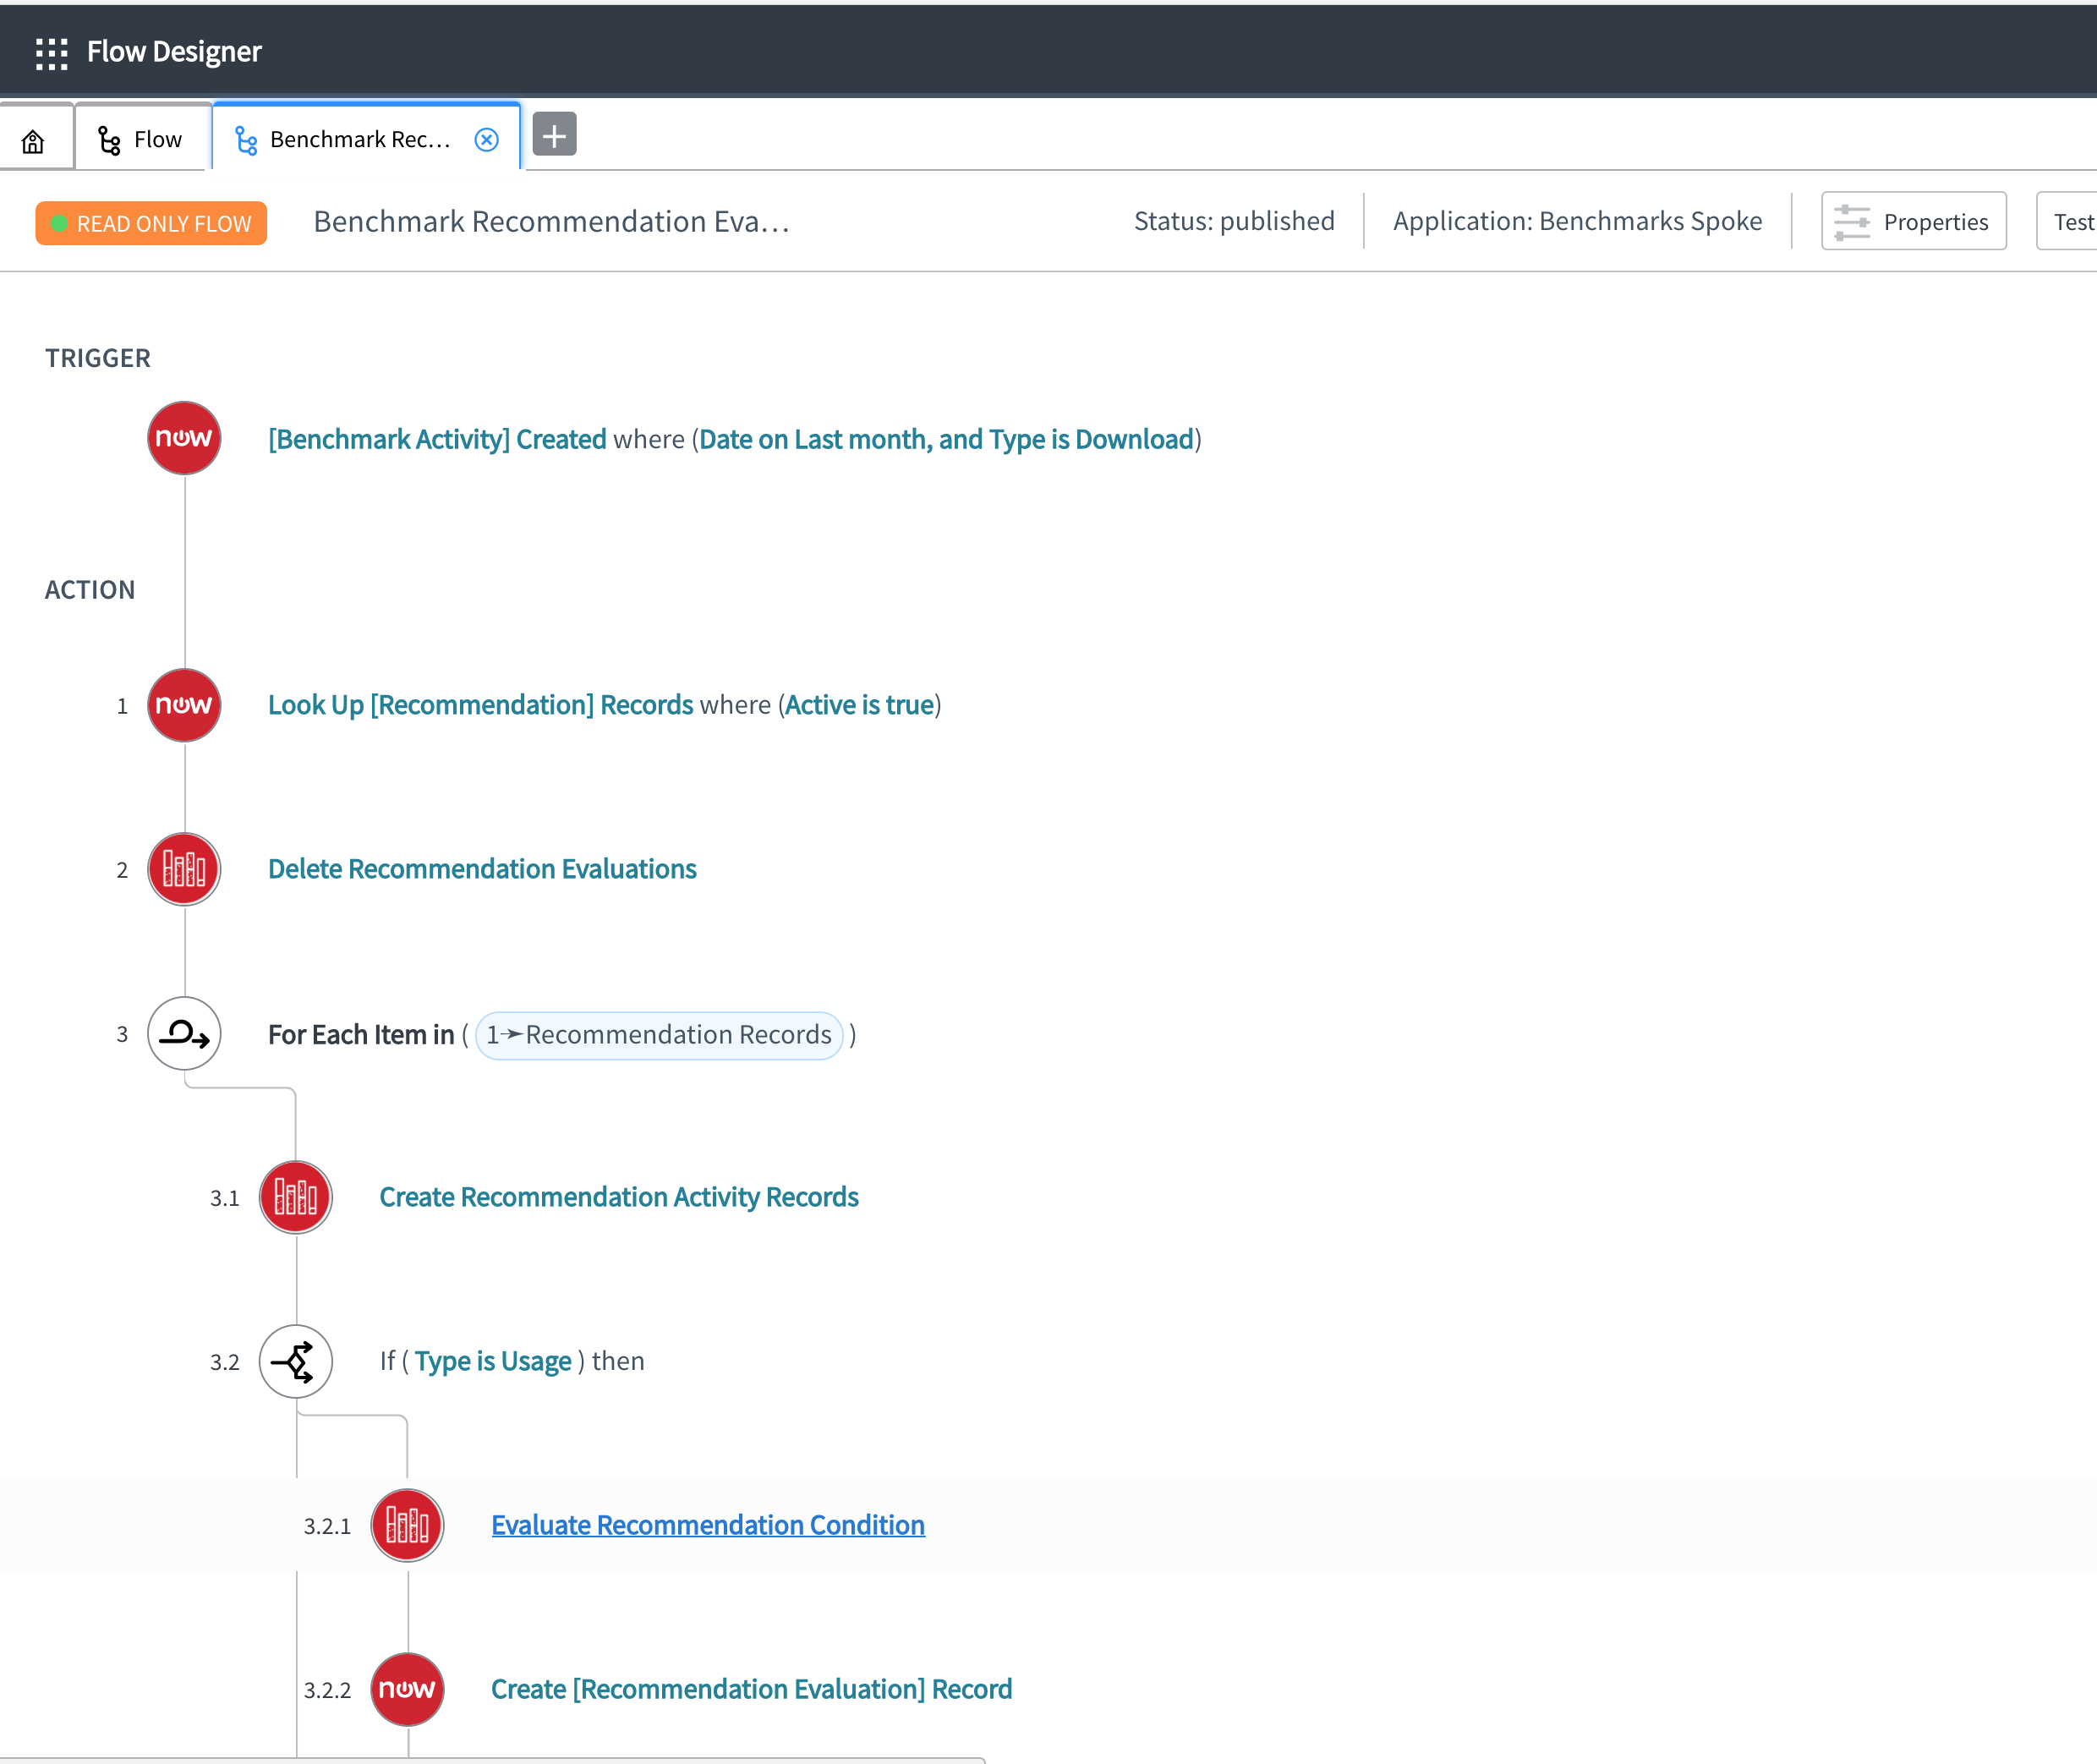 Flow Designer
Flow
Benchmark Rec...
READ ONLY FLOW
Benchmark Recommendation Eva...
Status: published
Application: Benchmarks Spoke
Properties
Test
TRIGGER
now
[Benchmark Activity] Created where (Date on Last month, and Type is Download)
ACTION
1 now Look Up [Recommendation] Records where (Active is true)
2 Delete Recommendation Evaluations
3 For Each Item in ( 1➛Recommendation Records )
3.1 Create Recommendation Activity Records
3.2 If ( Type is Usage ) then
3.2.1 Evaluate Recommendation Condition
3.2.2 now Create [Recommendation Evaluation] Record